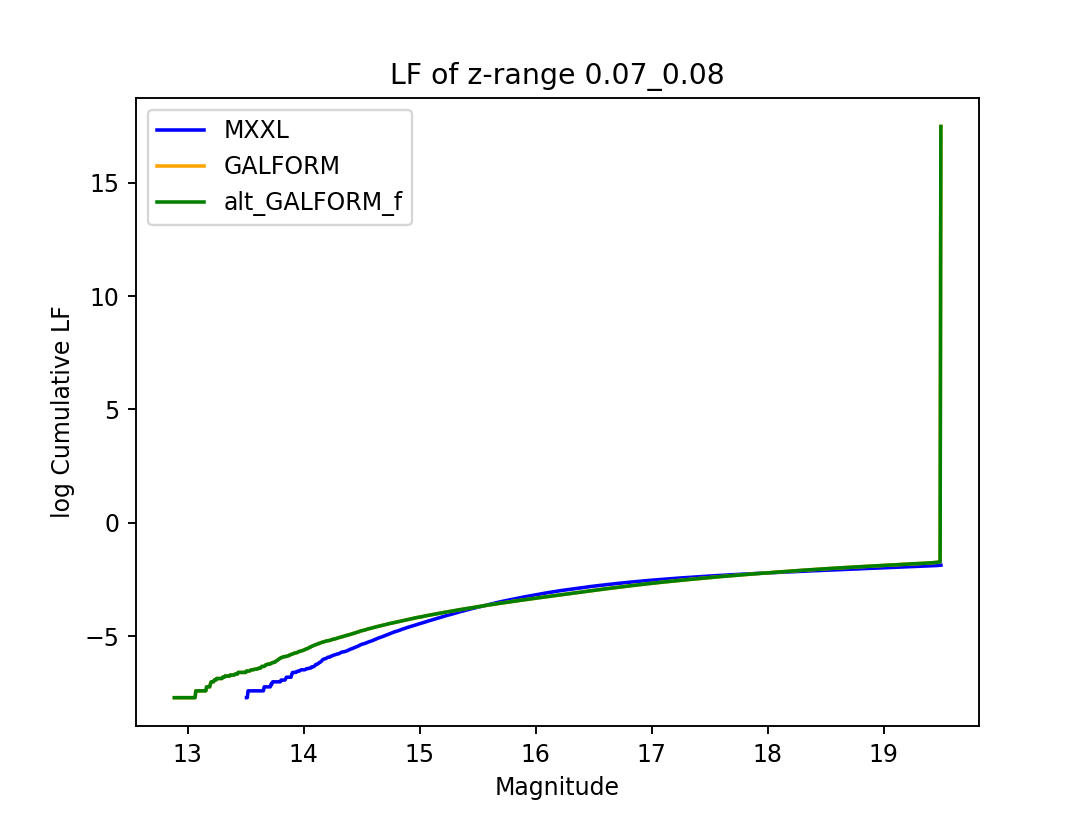 LF of z-range 0.07_0.08
MXXL
GALFORM
alt_GALFORM_f
15
10
5
0
−5
log Cumulative LF
13 14 15 16 17 18 19
Magnitude